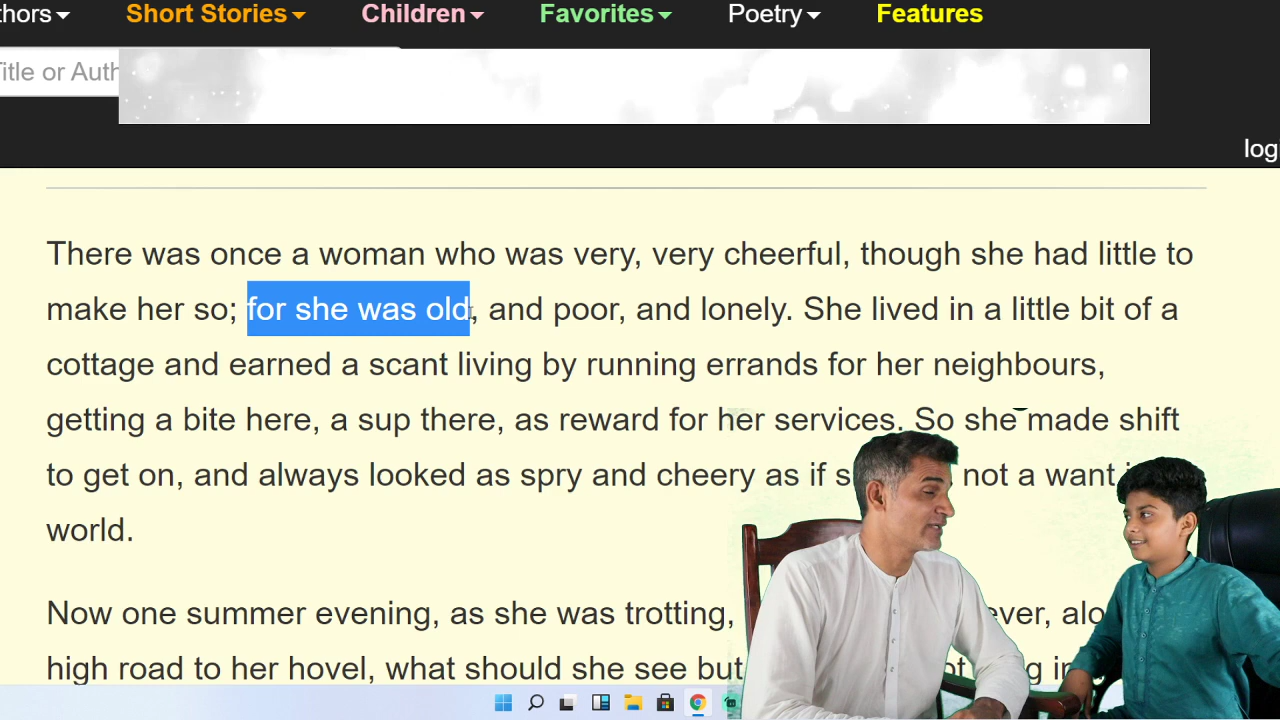 thors Short Stories Children Favorites Poetry Features
Title or Auth
log
There was once a woman who was very, very cheerful, though she had little to
make her so; for she was old, and poor, and lonely. She lived in a little bit of a
cottage and earned a scant living by running errands for her neighbours,
getting a bite here, a sup there, as reward for her services. So she made shift
to get on, and always looked as spry and cheery as if s not a want
world.
Now one summer evening, as she was trotting, ever, alo
high road to her hovel, what should she see but